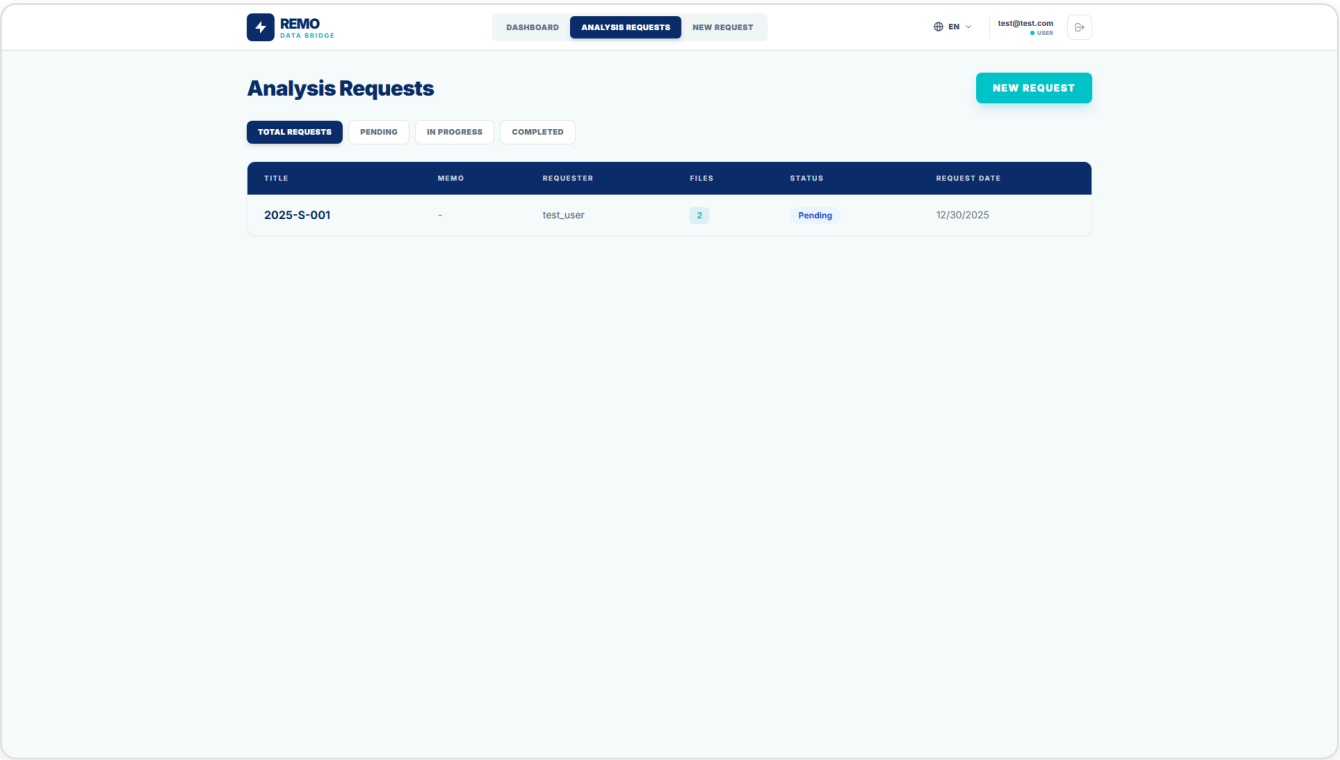 REMO
DATA BRIDGE
DASHBOARD
ANALYSIS REQUESTS
NEW REQUEST
EN
test@test.com
USER
Analysis Requests
NEW REQUEST
TOTAL REQUESTS
PENDING
IN PROGRESS
COMPLETED
TITLE MEMO REQUESTER FILES STATUS REQUEST DATE
2025-S-001 - test_user 2 Pending 12/30/2025